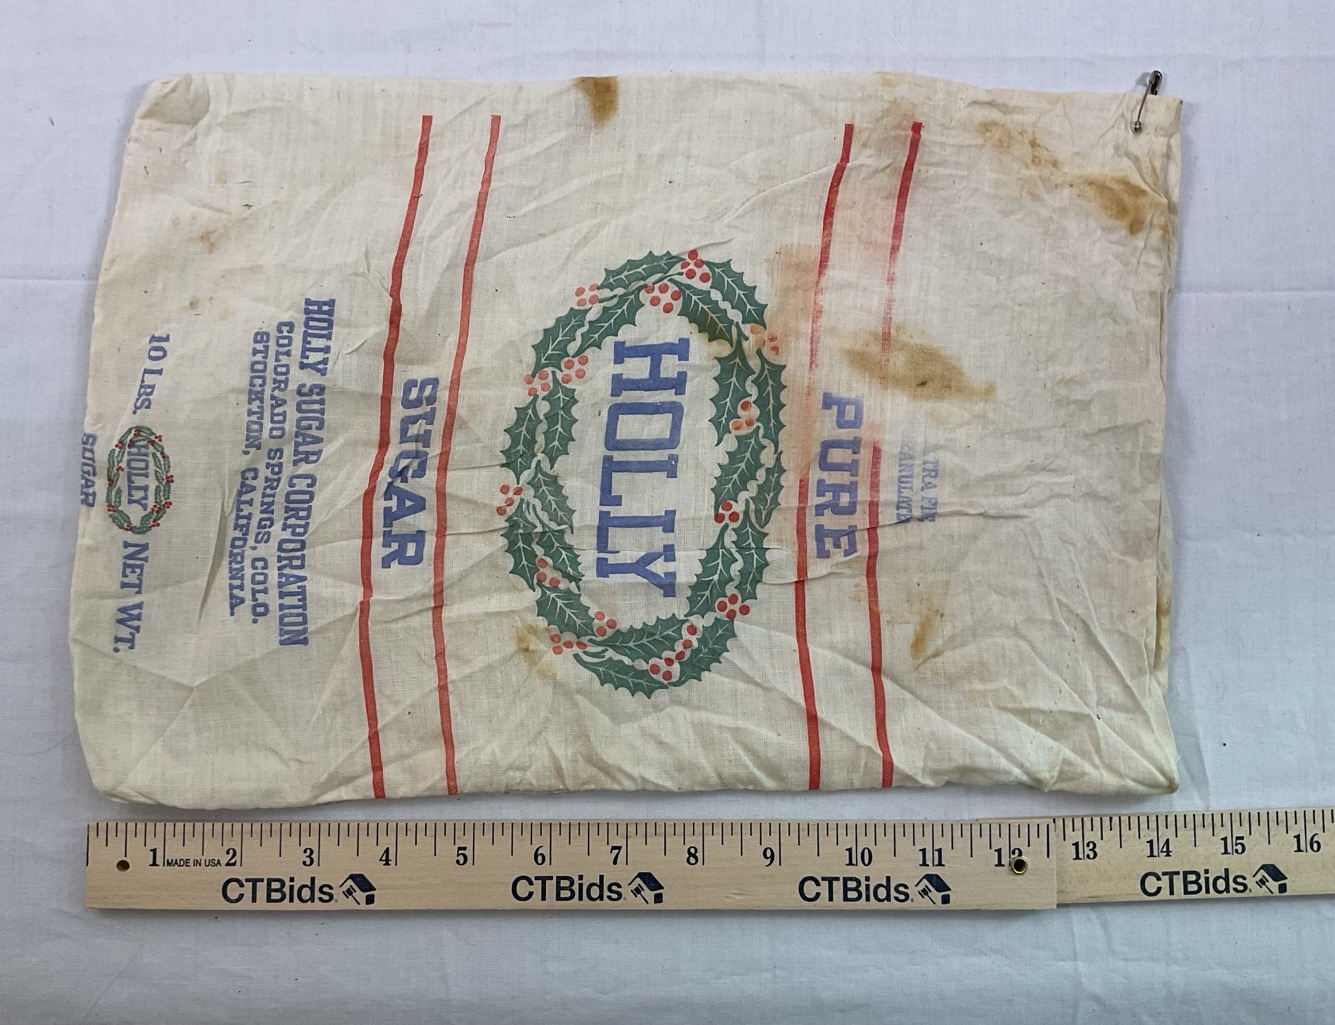 PURE
HOLLY
SUGAR
HOLLY SUGAR CORPORATION
COLORADO SPRINGS, COLO.
STOCKTON, CALIFORNIA.
10 LBS. HOLLY NET WT.
SUGAR
1 MADE IN USA 2 3 4 5 6 7 8 9 10 11 12 13 14 15 16
CTBids CTBids CTBids CTBids